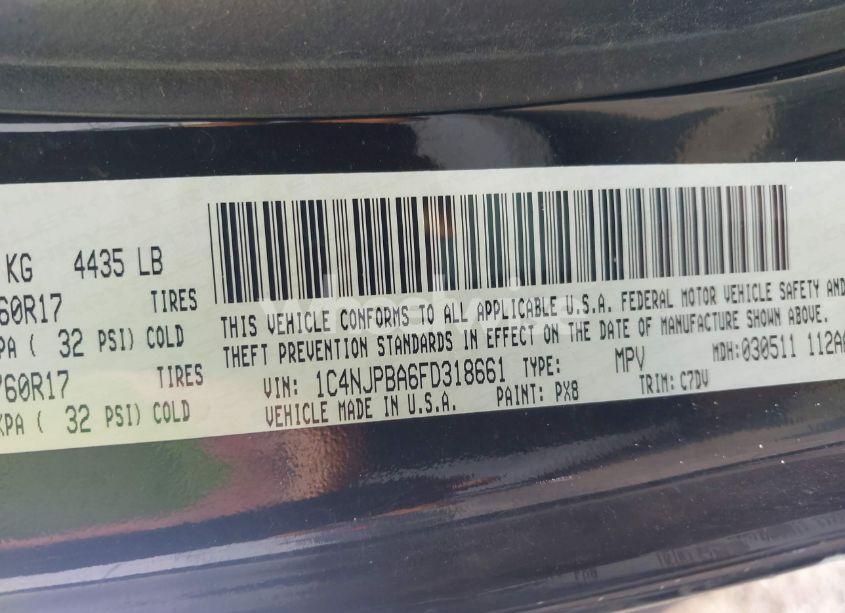 KG 4435 LB
60R17 TIRES
KPA ( 32 PSI) COLD
60R17 TIRES
KPA ( 32 PSI) COLD
THIS VEHICLE CONFORMS TO ALL APPLICABLE U.S.A. FEDERAL MOTOR VEHICLE SAFETY AND
THEFT PREVENTION STANDARDS IN EFFECT ON THE DATE OF MANUFACTURE SHOWN ABOVE.
VIN: 1C4NJPBA6FD318661 TYPE: MPV MDH:030511 112A
VEHICLE MADE IN U.S.A. PAINT: PX8 TRIM: C7DV